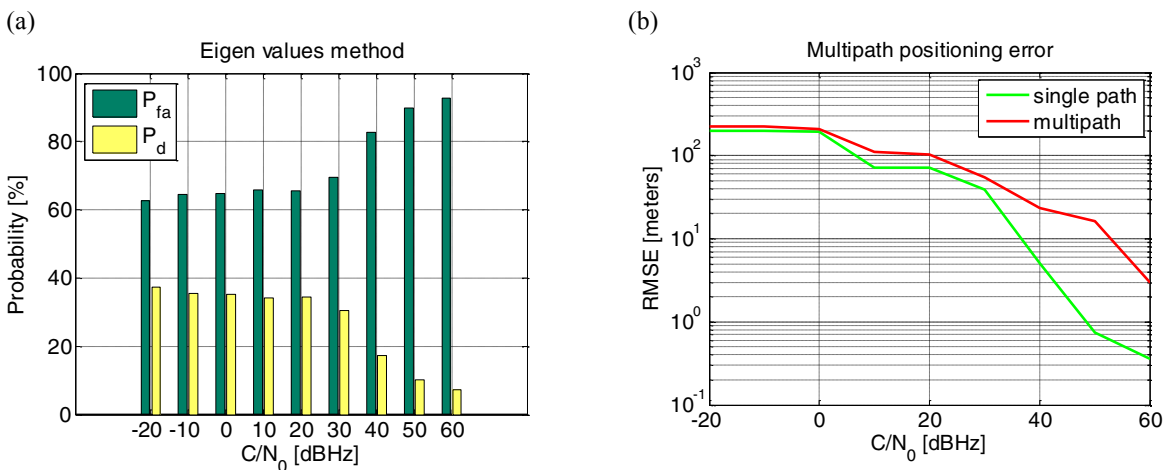 (a)
Eigen values method
100
80
60
40
20
0
Probability [%]
P_fa
P_d
-20 -10 0 10 20 30 40 50 60
C/N_0 [dBHz]
(b)
Multipath positioning error
10^3
10^2
10^1
10^0
10^-1
RMSE [meters]
single path
multipath
-20 0 20 40 60
C/N_0 [dBHz]